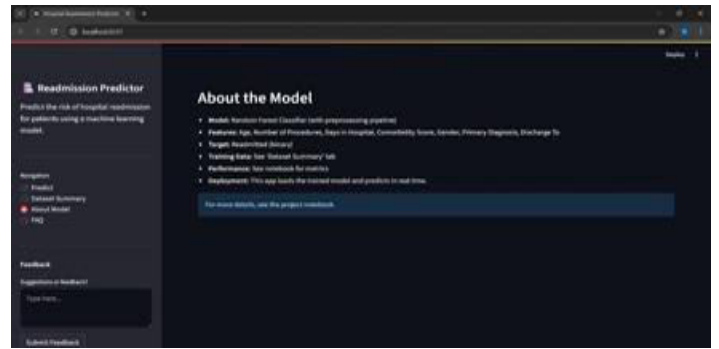 Hospital Readmission Predictor
localhost
Deploy
Readmission Predictor
Predict the risk of hospital readmission
for patients using a machine learning
model.
Navigation
Predict
Dataset Summary
About Model
FAQ
Feedback
Suggestions or feedback?
Type here...
Submit Feedback
About the Model
Model: Random Forest Classifier (with preprocessing pipeline)
Features: Age, Number of Procedures, Days in Hospital, Comorbidity Score, Gender, Primary Diagnosis, Discharge To
Target: Readmitted (binary)
Training Data: See 'Dataset Summary' tab
Performance: See notebook for metrics
Deployment: This app loads the trained model and predicts in real time.
For more details, see the project notebook.